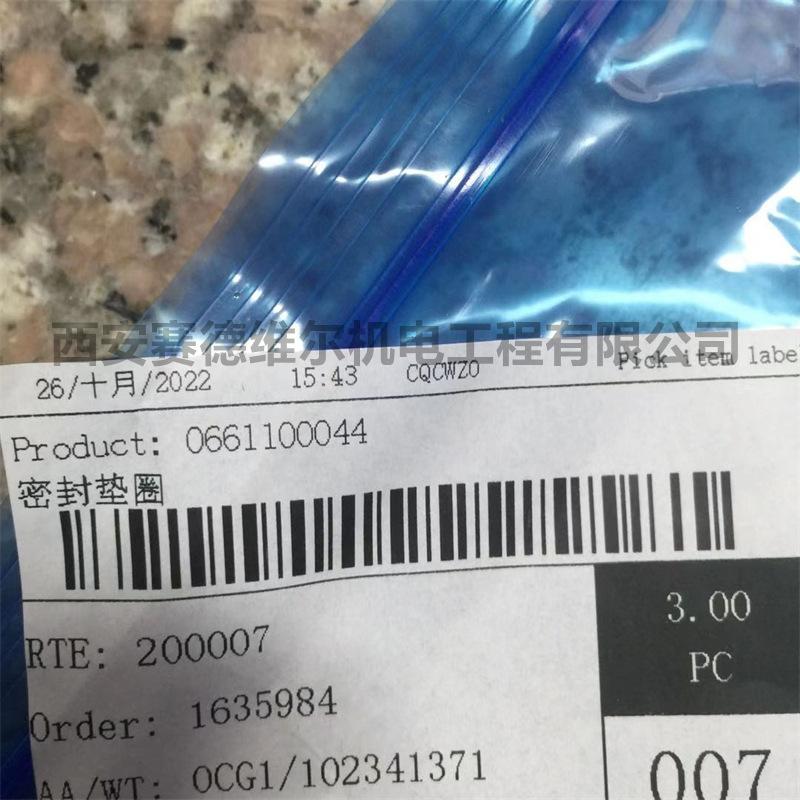 西安赛德维尔机电工程有限公司
26/十月/2022 15:43 CQCWZO Pick item labe
Product: 0661100044
密封垫圈
3.00
PC
RTE: 200007
Order: 1635984
AA/WT: OCG1/102341371
007